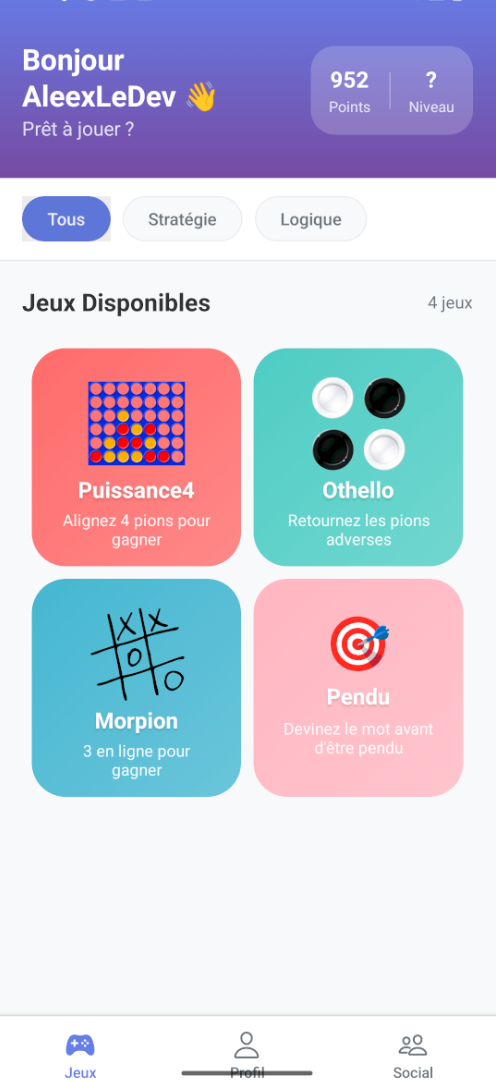 Bonjour
AleexLeDev 👋
Prêt à jouer ?
952
Points
?
Niveau
Tous
Stratégie
Logique
Jeux Disponibles
4 jeux
Puissance4
Alignez 4 pions pour
gagner
Othello
Retournez les pions
adverses
Morpion
3 en ligne pour
gagner
Pendu
Devinez le mot avant
d'être pendu
Jeux
Profil
Social